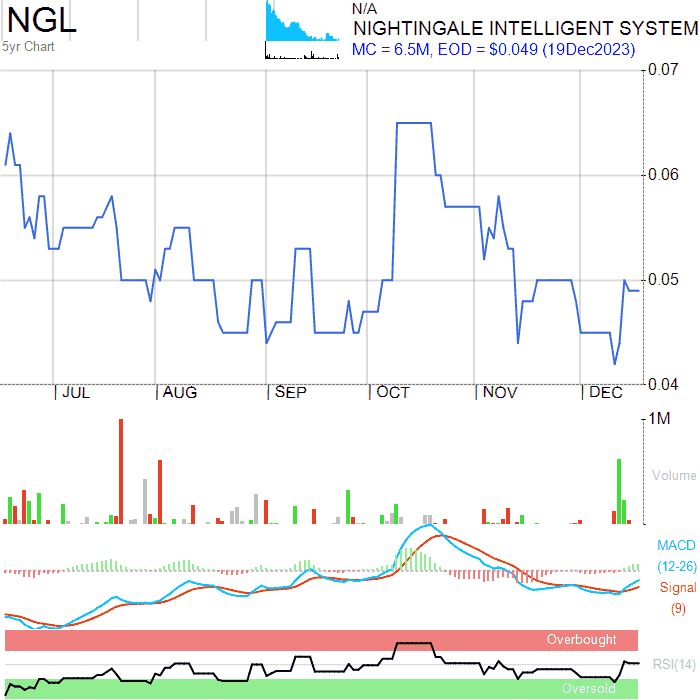 NGL
5yr Chart
N/A
NIGHTINGALE INTELLIGENT SYSTEM
MC = 6.5M, EOD = $0.049 (19Dec2023)
0.07
0.06
0.05
0.04
JUL AUG SEP OCT NOV DEC
1M
Volume
MACD
(12-26)
Signal
(9)
Overbought
RSI(14)
Oversold